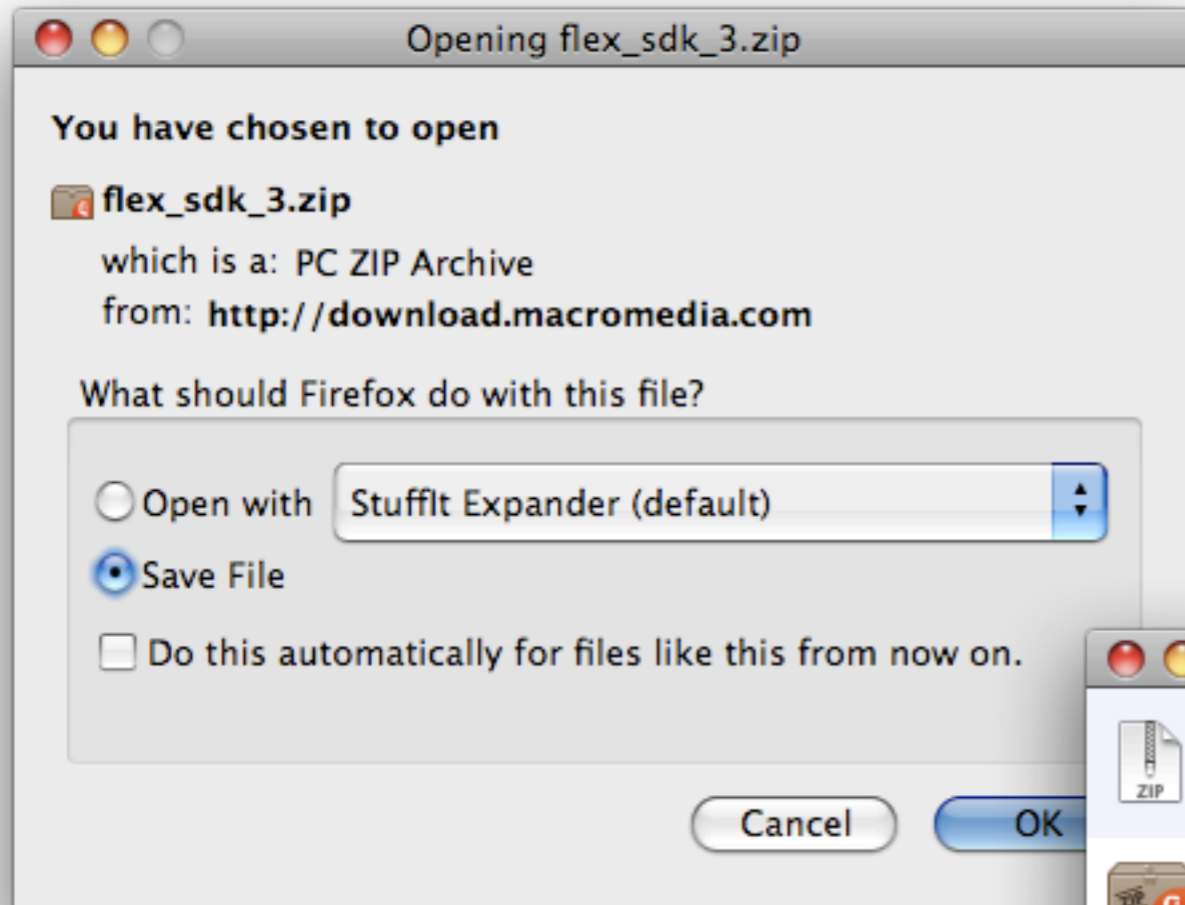 Opening flex_sdk_3.zip
You have chosen to open
flex_sdk_3.zip
which is a: PC ZIP Archive
from: http://download.macromedia.com
What should Firefox do with this file?
Open with StuffIt Expander (default)
Save File
Do this automatically for files like this from now on.
ZIP
Cancel OK